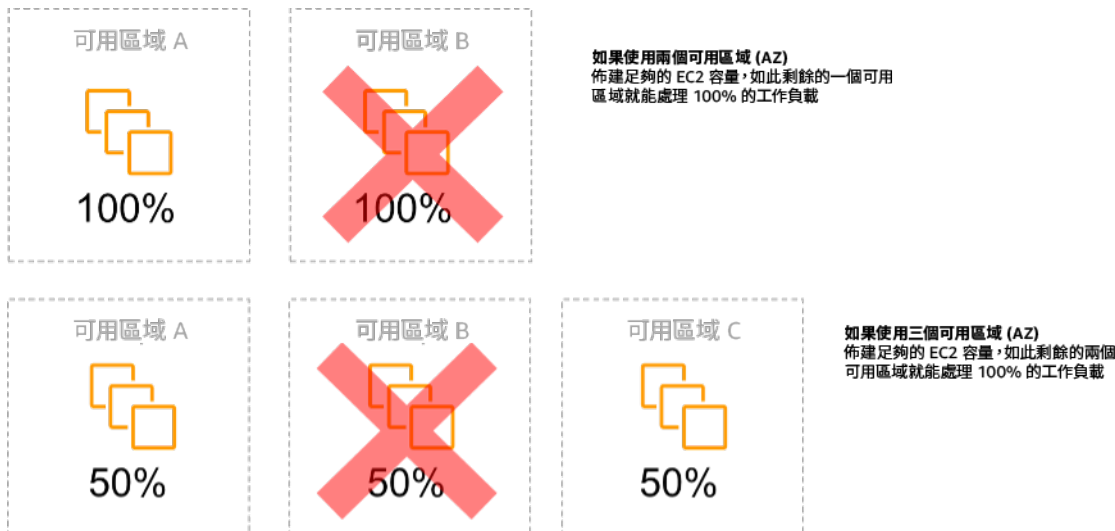 可用區域 A
可用區域 B
如果使用兩個可用區域 (AZ)
佈建足夠的 EC2 容量，如此剩餘的一個可用
區域就能處理 100% 的工作負載
100%
100%
可用區域 A
可用區域 B
可用區域 C
如果使用三個可用區域 (AZ)
佈建足夠的 EC2 容量，如此剩餘的兩個
可用區域就能處理 100% 的工作負載
50%
50%
50%